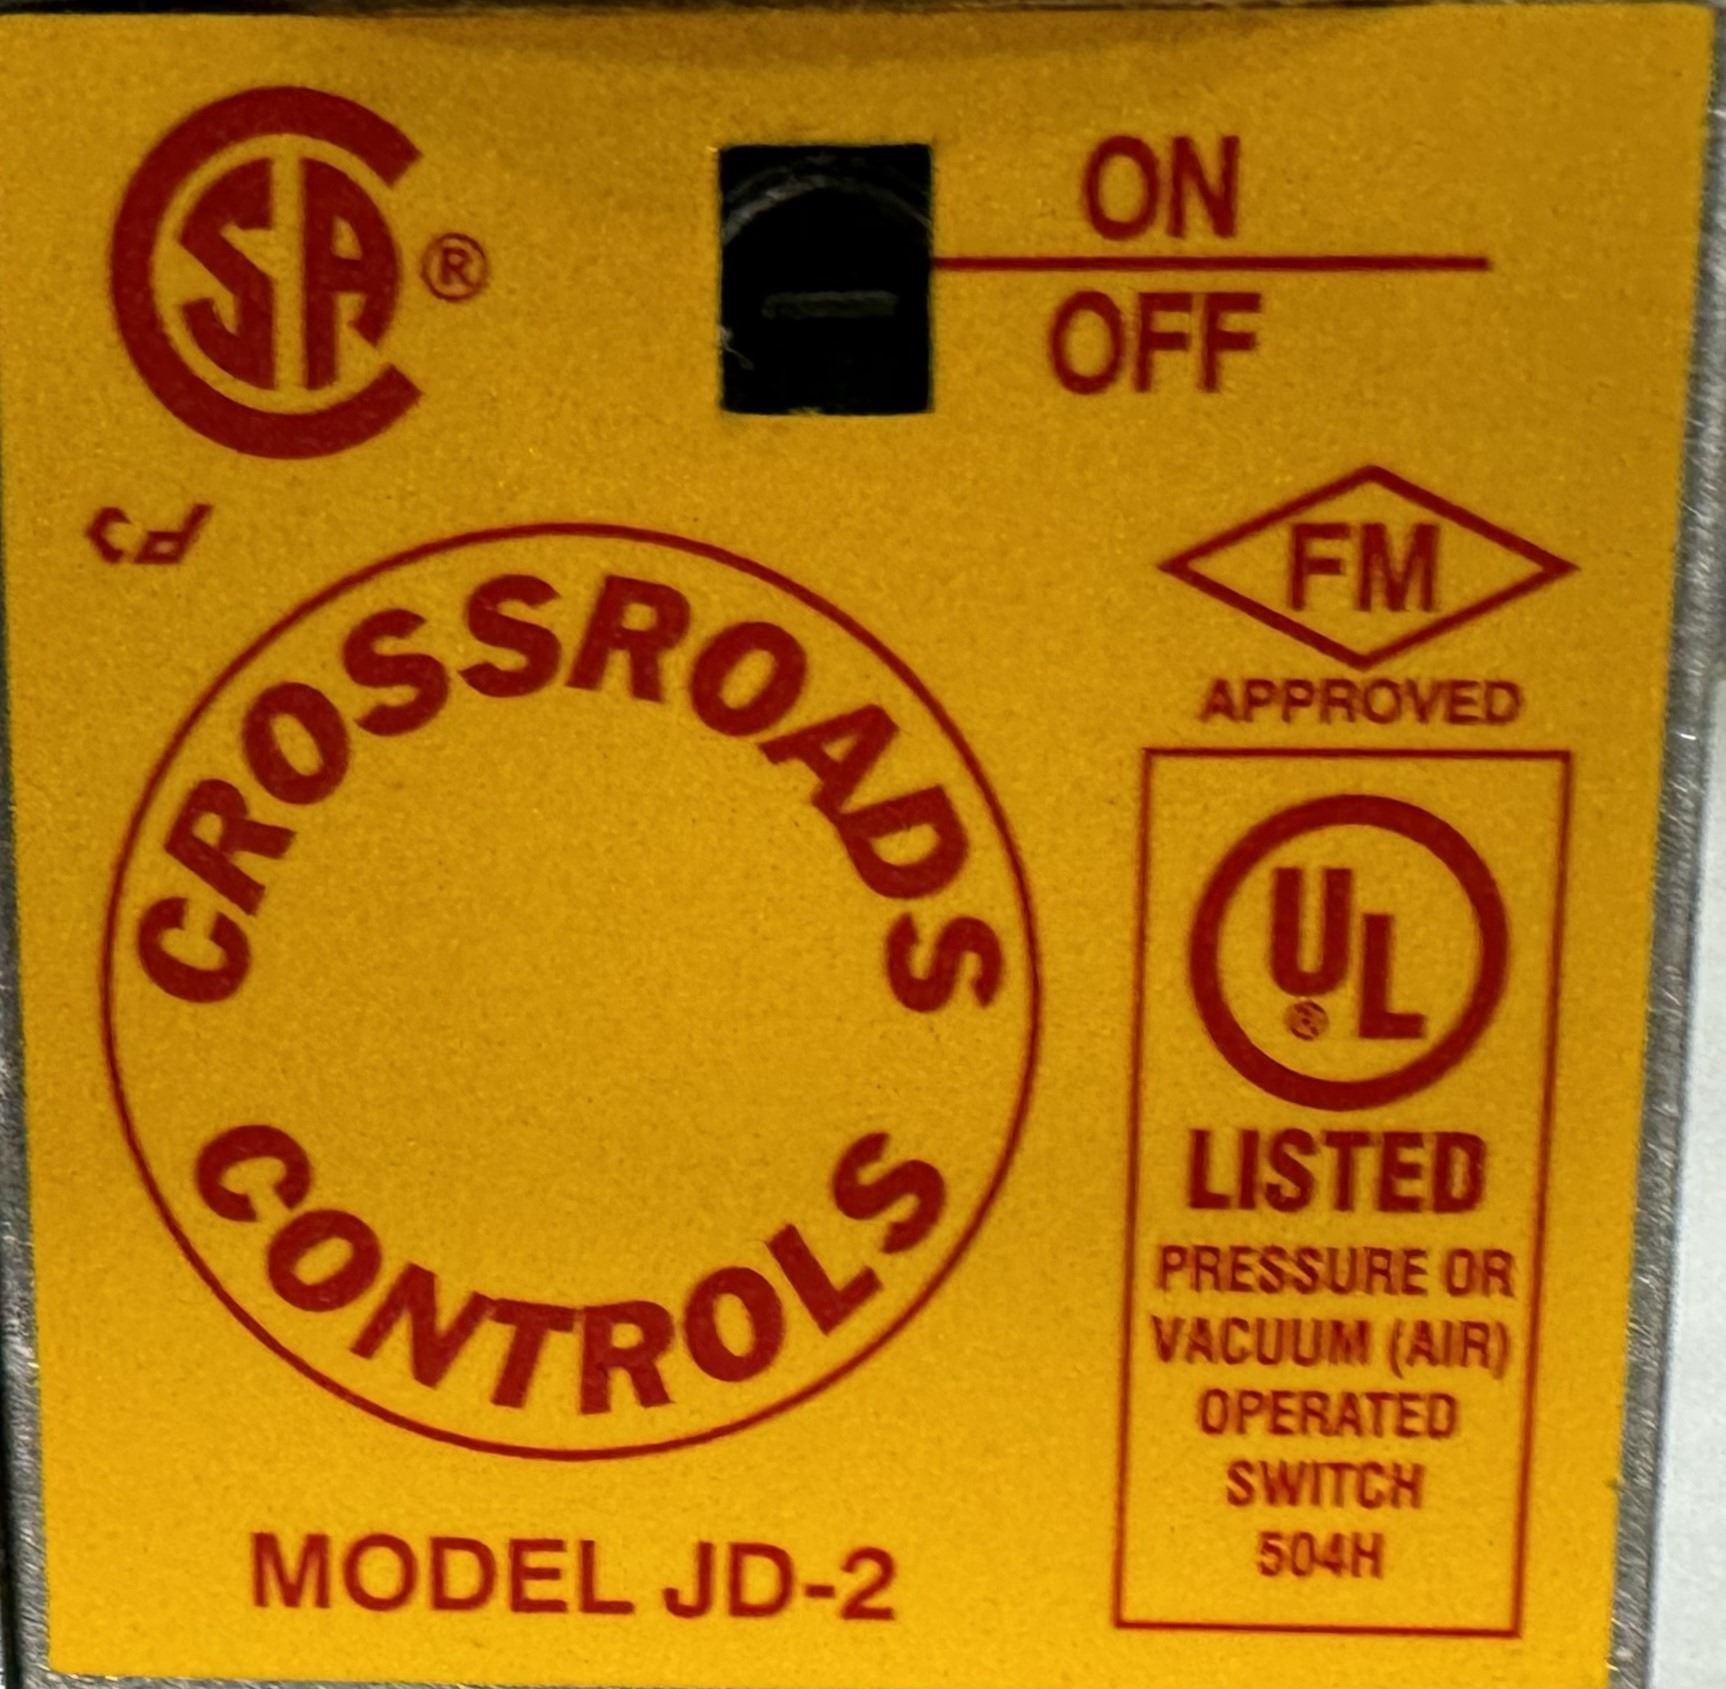 CSA ®
ON
OFF
cd
FM
APPROVED
CROSSROADS
CONTROLS
UL ®
LISTED
PRESSURE OR
VACUUM (AIR)
OPERATED
SWITCH
504H
MODEL JD-2